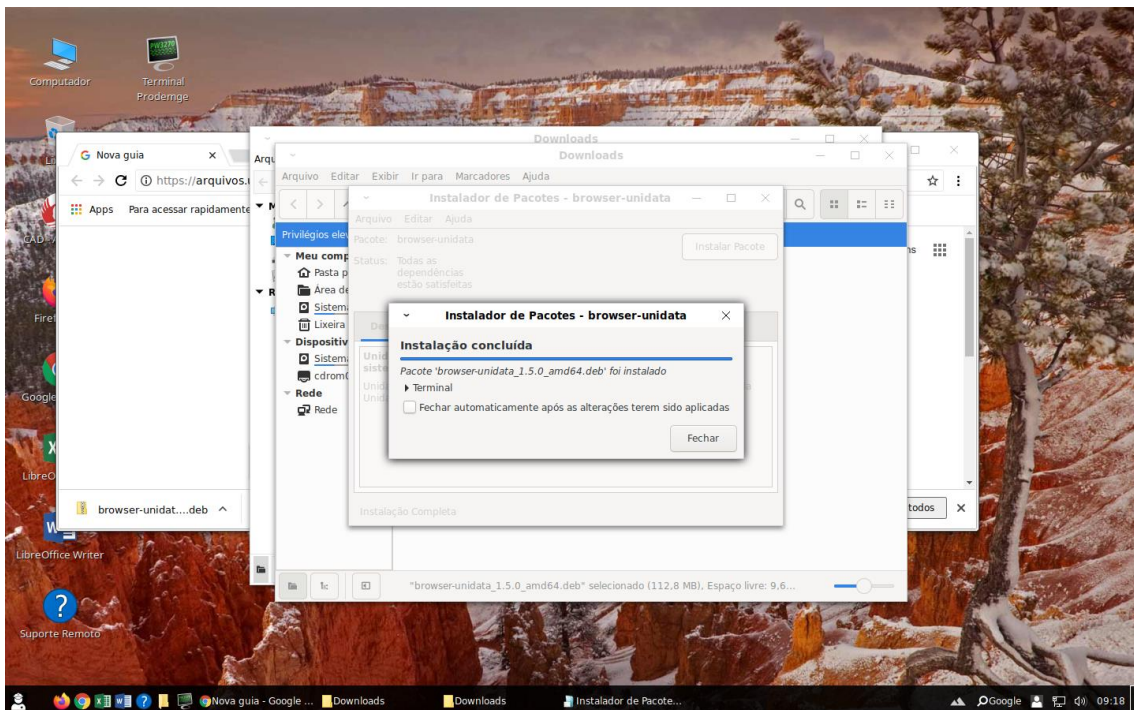 Computador
Terminal
Prodemge
PW3270
Downloads
Downloads
Nova guia
Arqu
Arquivo Editar Exibir Ir para Marcadores Ajuda
https://arquivos.
Apps Para acessar rapidamente
Instalador de Pacotes - browser-unidata
Arquivo Editar Ajuda
Privilégios elev
Pacote: browser-unidata
Instalar Pacote
Status: Todas as
dependências
estão satisfeitas
Meu comp
Pasta p
Área de
Sistema
Lixeira
Dispositiv
Sistema
cdrom0
Rede
Rede
Instalador de Pacotes - browser-unidata
Instalação concluída
Pacote 'browser-unidata_1.5.0_amd64.deb' foi instalado
Terminal
Fechar automaticamente após as alterações terem sido aplicadas
Fechar
Instalação Completa
Firef
Google
LibreO
browser-unidat....deb
todos
LibreOffice Writer
"browser-unidata_1.5.0_amd64.deb" selecionado (112,8 MB), Espaço livre: 9,6...
Suporte Remoto
Nova guia - Google ... Downloads Downloads Instalador de Pacote... Google 09:18